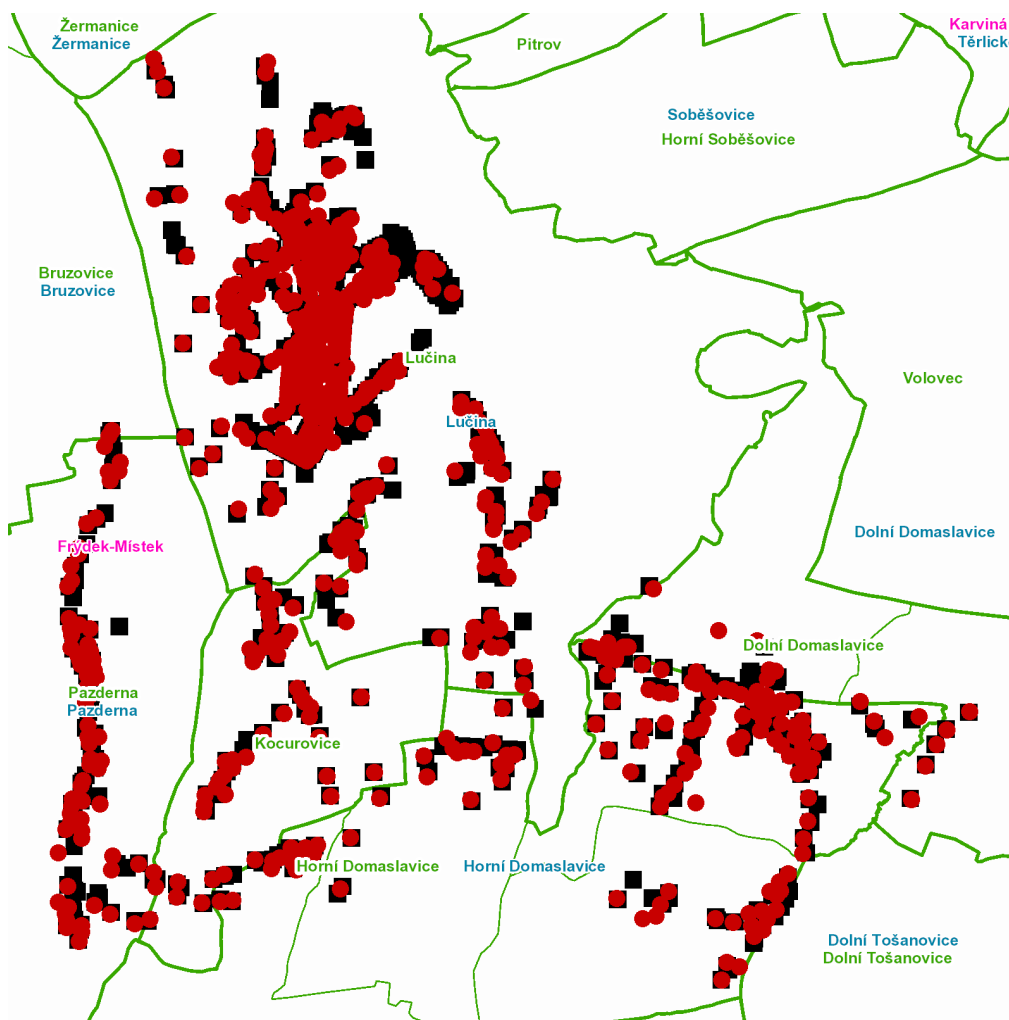 Žermanice
Žermanice
Karviná
Těrlicko
Pitrov
Soběšovice
Horní Soběšovice
Bruzovice
Bruzovice
Lučina
Volovec
Lučina
Dolní Domaslavice
Frýdek-Místek
Dolní Domaslavice
Pazderna
Pazderna
Kocurovice
Horní Domaslavice
Horní Domaslavice
Dolní Tošanovice
Dolní Tošanovice